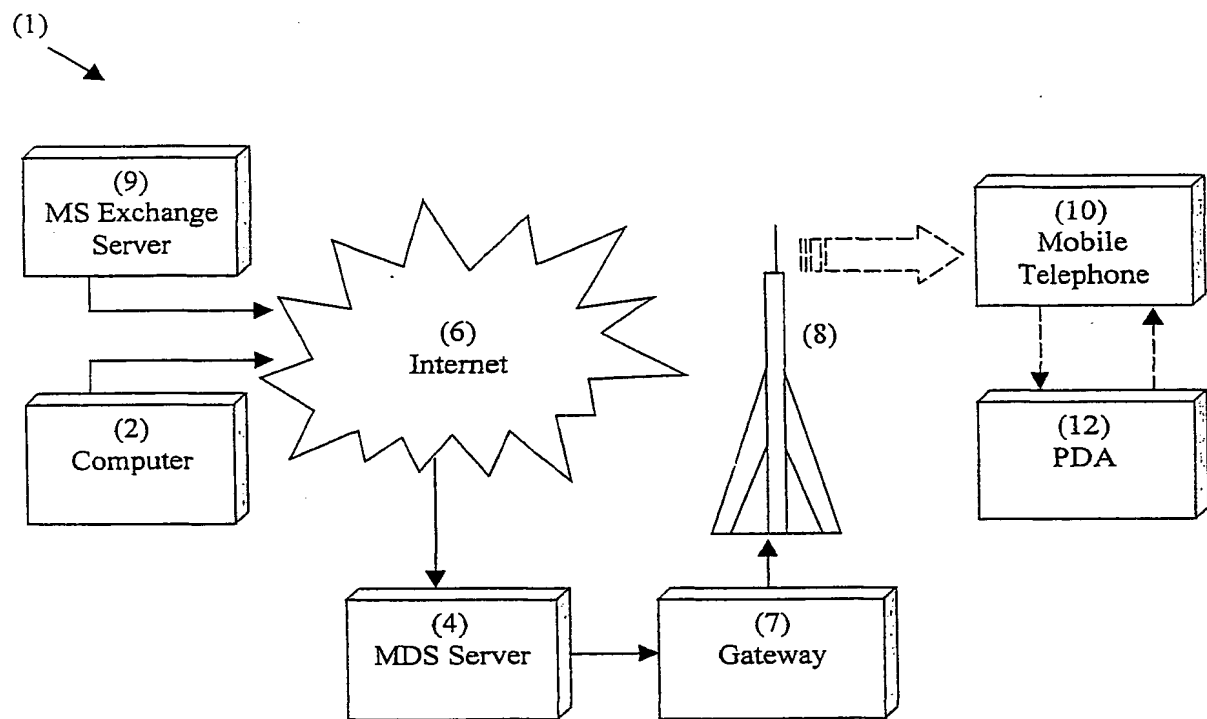 (1)
(9)
MS Exchange
Server
(6)
Internet
(2)
Computer
(8)
(10)
Mobile
Telephone
(12)
PDA
(4)
MDS Server
(7)
Gateway